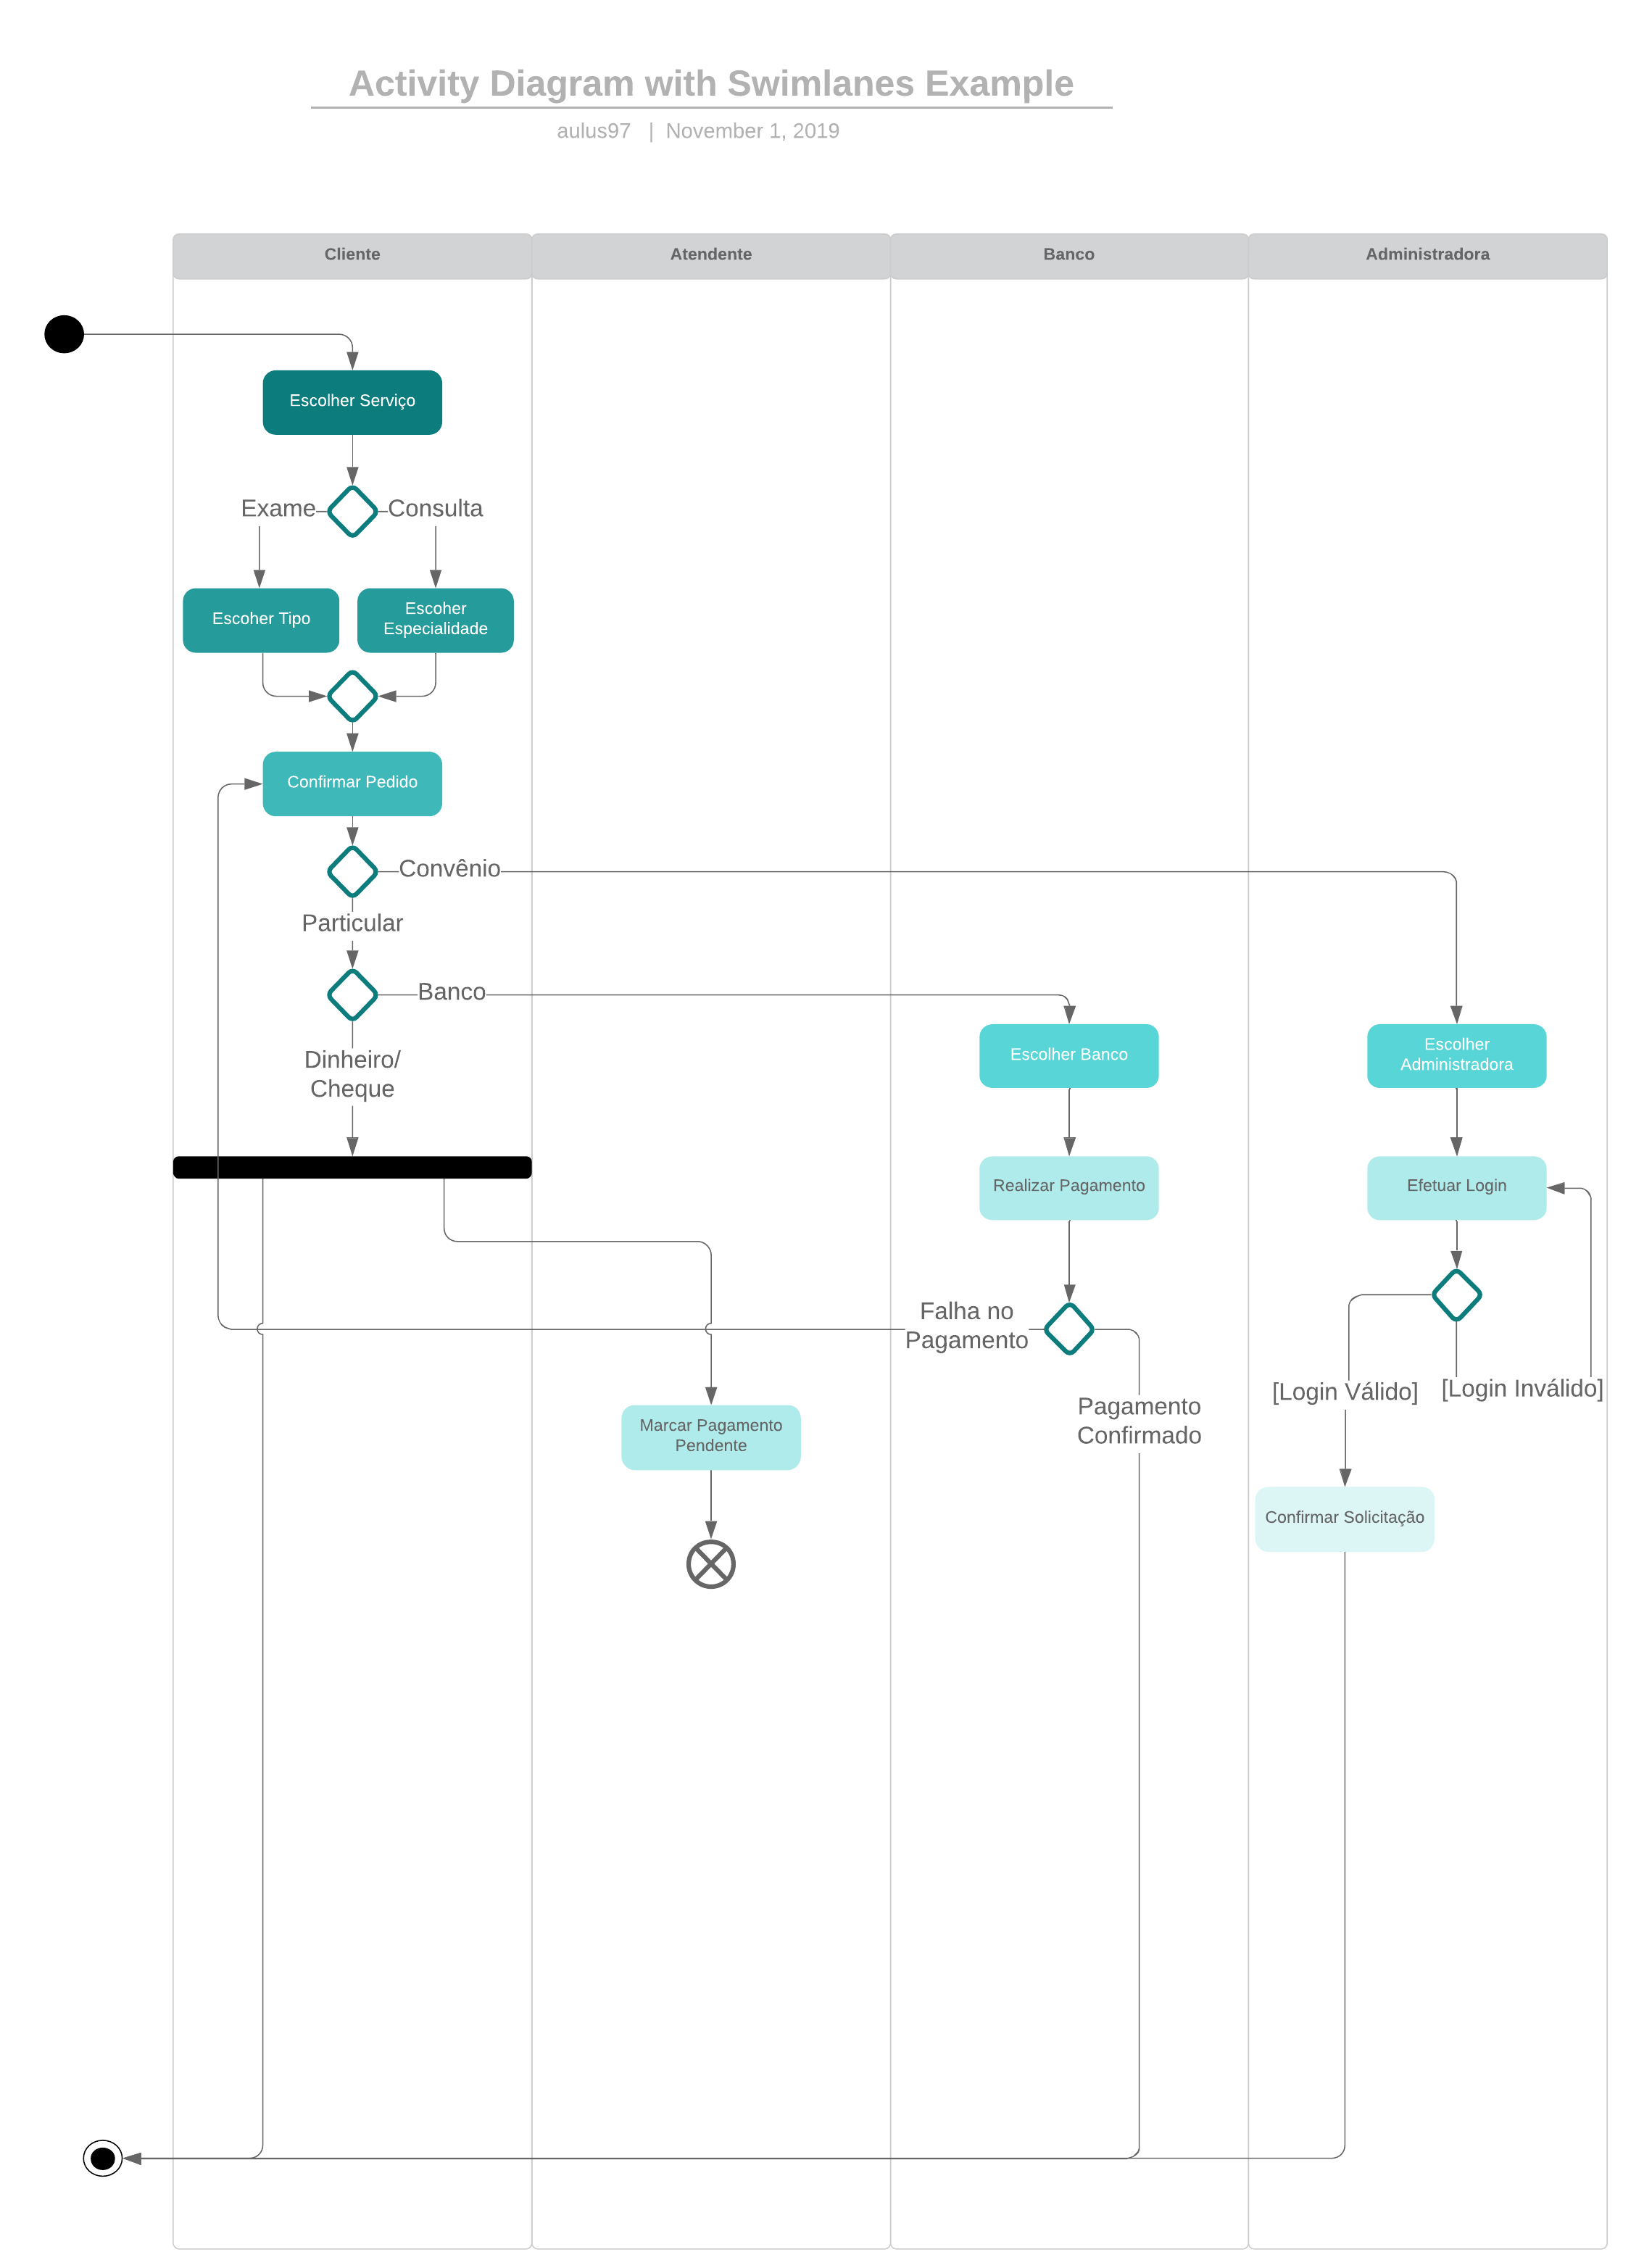 Activity Diagram with Swimlanes Example
aulus97 | November 1, 2019
Cliente
Atendente
Banco
Administradora
Escolher Serviço
Exame
Consulta
Escoher Tipo
Escoher
Especialidade
Confirmar Pedido
Convênio
Particular
Banco
Dinheiro/
Cheque
Escolher Banco
Escolher
Administradora
Realizar Pagamento
Efetuar Login
Falha no
Pagamento
[Login Válido]
[Login Inválido]
Pagamento
Confirmado
Marcar Pagamento
Pendente
Confirmar Solicitação